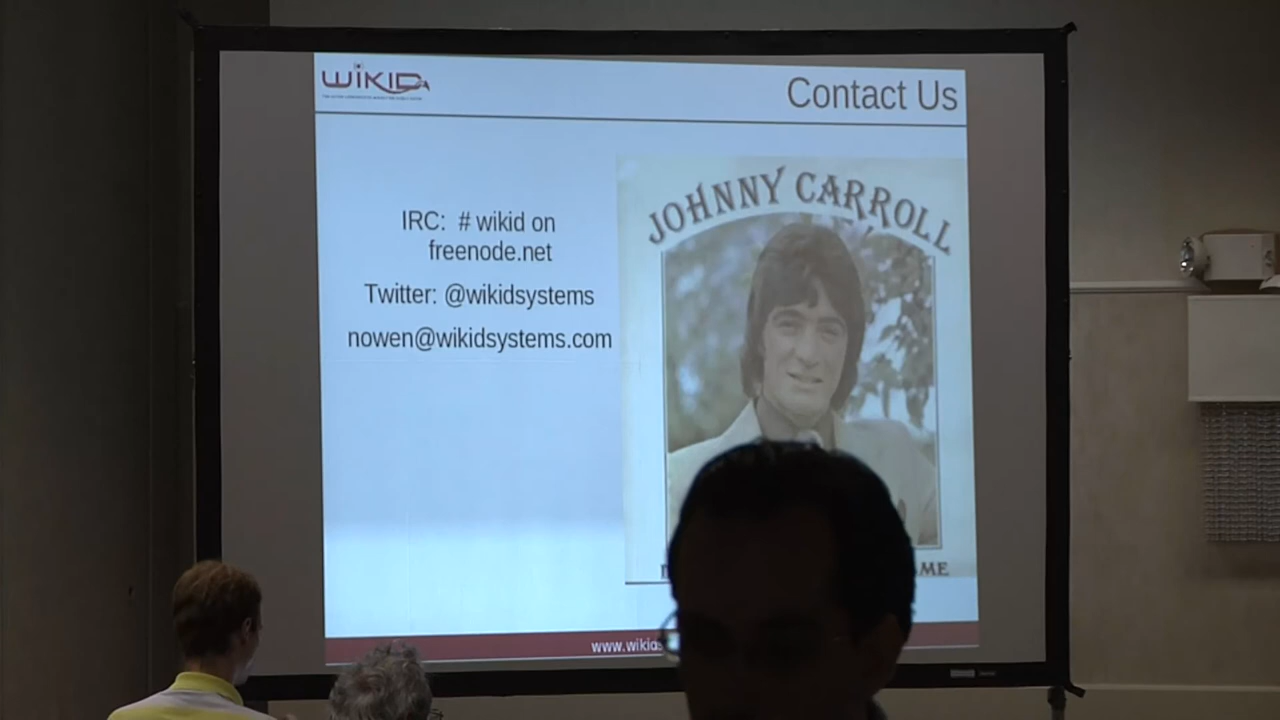 WiKID
Contact Us
JOHNNY CARROLL
IRC: # wikid on
freenode.net
Twitter: @wikidsystems
nowen@wikidsystems.com
ME
www.wikid